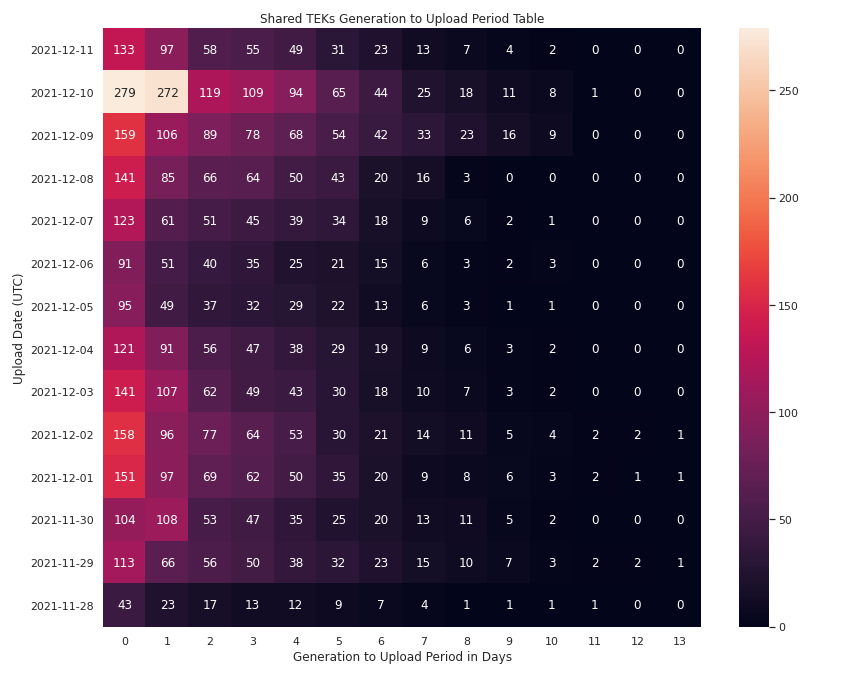 Shared TEKs Generation to Upload Period Table
2021-12-11 133 97 58 55 49 31 23 13 7 4 2 0 0 0
2021-12-10 279 272 119 109 94 65 44 25 18 11 8 1 0 0
2021-12-09 159 106 89 78 68 54 42 33 23 16 9 0 0 0
2021-12-08 141 85 66 64 50 43 20 16 3 0 0 0 0 0
2021-12-07 123 61 51 45 39 34 18 9 6 2 1 0 0 0
2021-12-06 91 51 40 35 25 21 15 6 3 2 3 0 0 0
2021-12-05 95 49 37 32 29 22 13 6 3 1 1 0 0 0
2021-12-04 121 91 56 47 38 29 19 9 6 3 2 0 0 0
2021-12-03 141 107 62 49 43 30 18 10 7 3 2 0 0 0
2021-12-02 158 96 77 64 53 30 21 14 11 5 4 2 2 1
2021-12-01 151 97 69 62 50 35 20 9 8 6 3 2 1 1
2021-11-30 104 108 53 47 35 25 20 13 11 5 2 0 0 0
2021-11-29 113 66 56 50 38 32 23 15 10 7 3 2 2 1
2021-11-28 43 23 17 13 12 9 7 4 1 1 1 1 0 0
0 1 2 3 4 5 6 7 8 9 10 11 12 13
Generation to Upload Period in Days
Upload Date (UTC)
250
200
150
100
50
0